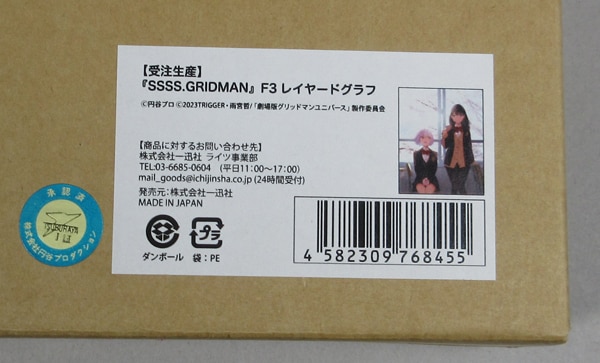 【受注生産】
『SSSS.GRIDMAN』 F3 レイヤードグラフ
©円谷プロ ©2023TRIGGER・雨宮哲/「劇場版グリッドマンユニバース」製作委員会
【商品に対するお問い合わせ先】
株式会社一迅社 ライツ事業部
TEL:03-6685-0604 (平日11:00~17:00)
mail_goods@ichijinsha.co.jp (24時間受付)
発売元:株式会社一迅社
MADE IN JAPAN
プラ
ダンボール 袋:PE
4 582309 768455
承認済
TSUBURAYA
株式会社円谷プロダクション